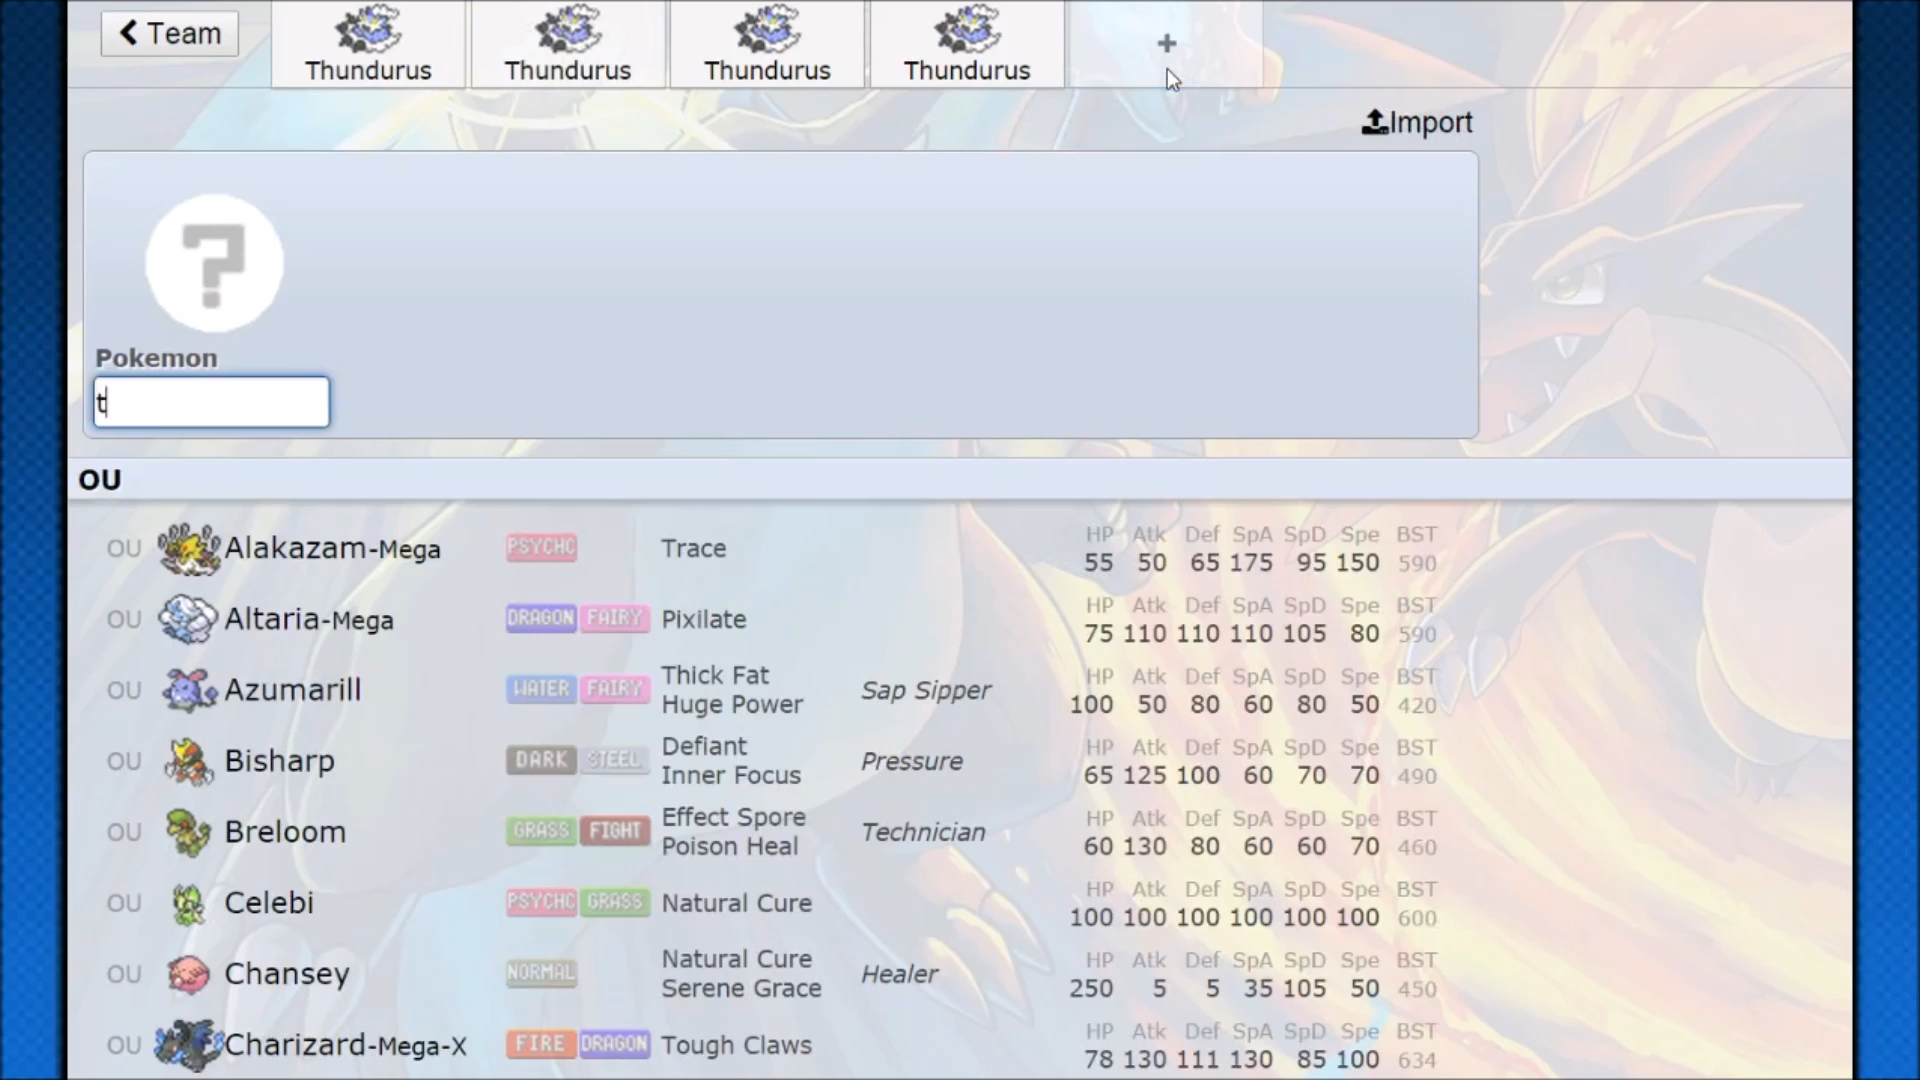 Team
Thundurus
Thundurus
Thundurus
Thundurus
+
Import
?
Pokemon
t
OU
OU Alakazam-Mega PSYCHC Trace HP Atk Def SpA SpD Spe BST
55 50 65 175 95 150 590
OU Altaria-Mega DRAGON FAIRY Pixilate HP Atk Def SpA SpD Spe BST
75 110 110 110 105 80 590
OU Azumarill WATER FAIRY Thick Fat Huge Power Sap Sipper HP Atk Def SpA SpD Spe BST
100 50 80 60 80 50 420
OU Bisharp DARK STEEL Defiant Inner Focus Pressure HP Atk Def SpA SpD Spe BST
65 125 100 60 70 70 490
OU Breloom GRASS FIGHT Effect Spore Poison Heal Technician HP Atk Def SpA SpD Spe BST
60 130 80 60 60 70 460
OU Celebi PSYCHC GRASS Natural Cure HP Atk Def SpA SpD Spe BST
100 100 100 100 100 100 600
OU Chansey NORMAL Natural Cure Serene Grace Healer HP Atk Def SpA SpD Spe BST
250 5 5 35 105 50 450
OU Charizard-Mega-X FIRE DRAGON Tough Claws HP Atk Def SpA SpD Spe BST
78 130 111 130 85 100 634